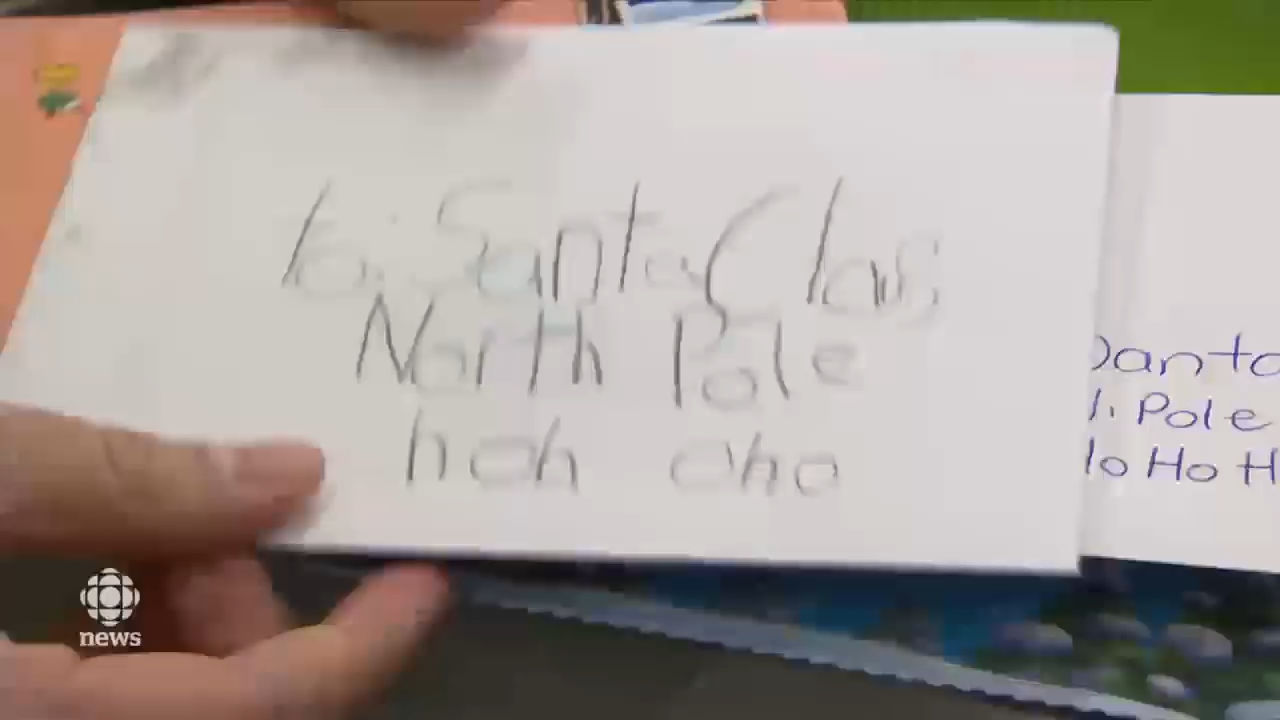 To: Santa Claus
North Pole
hoh oho
Santa
N. Pole
Ho Ho H
news